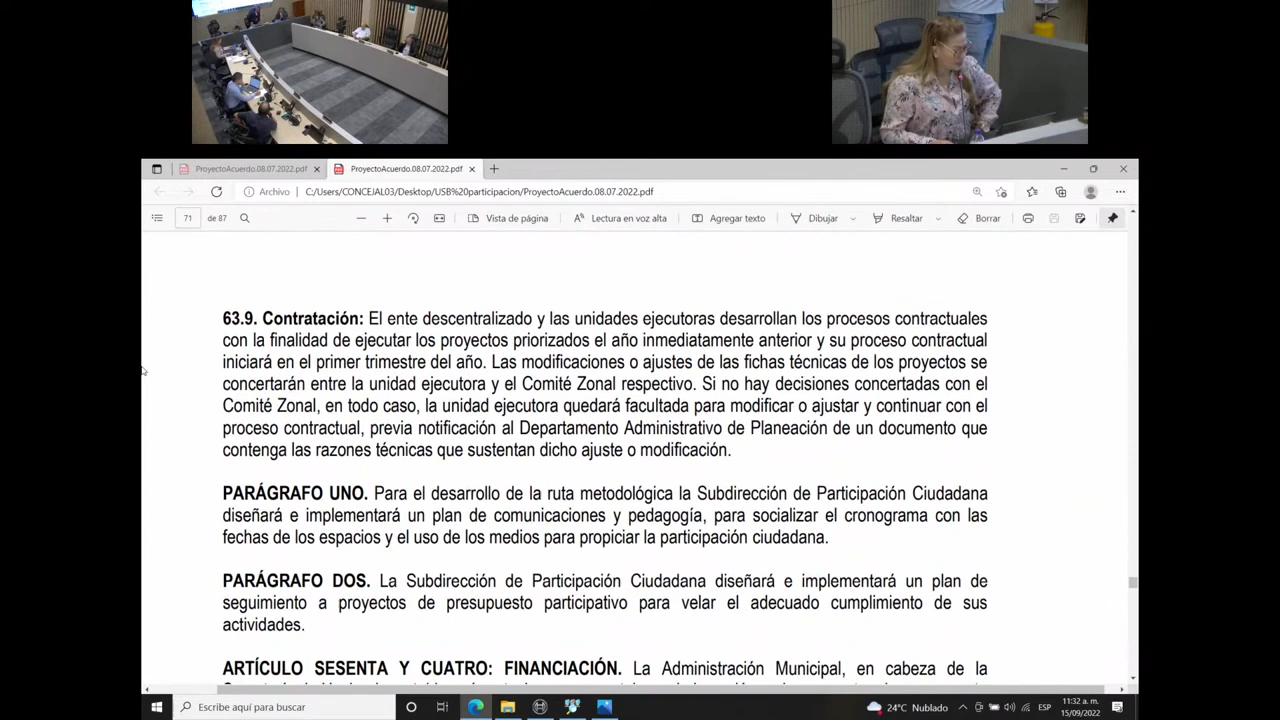 ProyectoAcuerdo.08.07.2022.pdf
ProyectoAcuerdo.08.07.2022.pdf
Archivo C:/Users/CONCEJAL03/Desktop/USB%20participacion/ProyectoAcuerdo.08.07.2022.pdf
71 de 87 Vista de página Lectura en voz alta Agregar texto Dibujar Resaltar Borrar
63.9. Contratación: El ente descentralizado y las unidades ejecutoras desarrollan los procesos contractuales
con la finalidad de ejecutar los proyectos priorizados el año inmediatamente anterior y su proceso contractual
iniciará en el primer trimestre del año. Las modificaciones o ajustes de las fichas técnicas de los proyectos se
concertarán entre la unidad ejecutora y el Comité Zonal respectivo. Si no hay decisiones concertadas con el
Comité Zonal, en todo caso, la unidad ejecutora quedará facultada para modificar o ajustar y continuar con el
proceso contractual, previa notificación al Departamento Administrativo de Planeación de un documento que
contenga las razones técnicas que sustentan dicho ajuste o modificación.
PARÁGRAFO UNO. Para el desarrollo de la ruta metodológica la Subdirección de Participación Ciudadana
diseñará e implementará un plan de comunicaciones y pedagogía, para socializar el cronograma con las
fechas de los espacios y el uso de los medios para propiciar la participación ciudadana.
PARÁGRAFO DOS. La Subdirección de Participación Ciudadana diseñará e implementará un plan de
seguimiento a proyectos de presupuesto participativo para velar el adecuado cumplimiento de sus
actividades.
ARTÍCULO SESENTA Y CUATRO: FINANCIACIÓN. La Administración Municipal, en cabeza de la
Escribe aquí para buscar
24°C Nublado
ESP
11:32 a. m.
15/09/2022